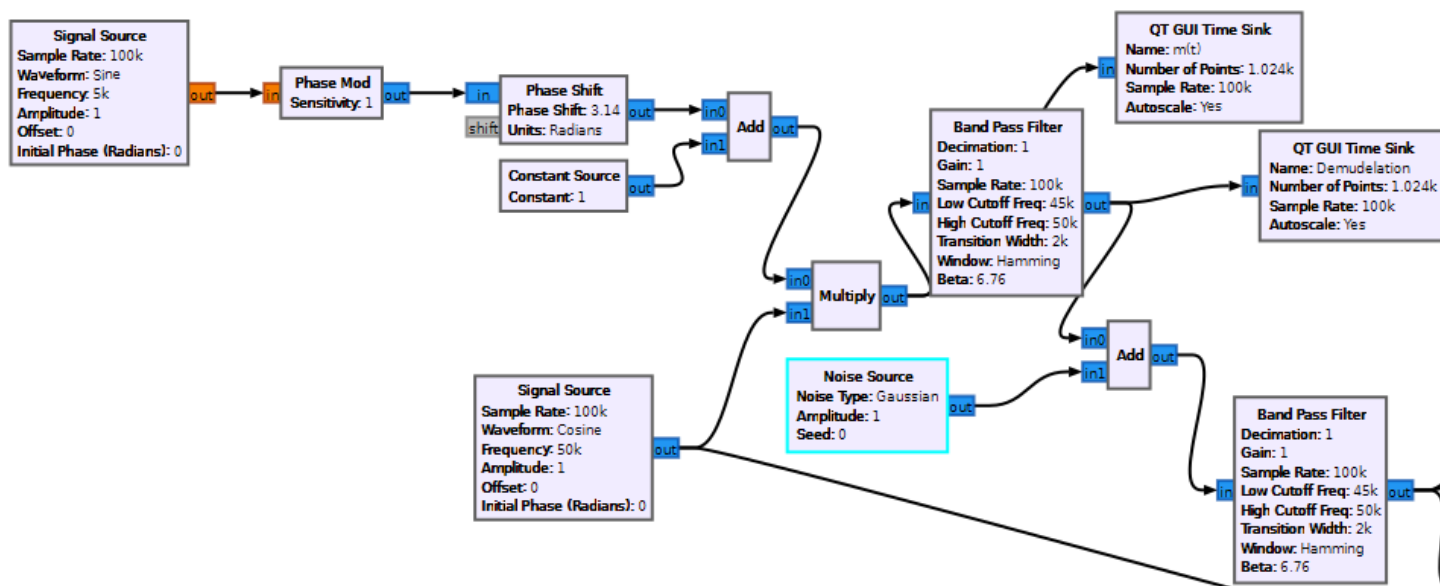 Signal Source
Sample Rate: 100k
Waveform: Sine
Frequency: 5k
Amplitude: 1
Offset: 0
Initial Phase (Radians): 0
out
in
Phase Mod
Sensitivity: 1
out
in
shift
Phase Shift
Phase Shift: 3.14
Units: Radians
out
Constant Source
Constant: 1
out
in0
in1
Add
out
in0
in1
Multiply
out
Signal Source
Sample Rate: 100k
Waveform: Cosine
Frequency: 50k
Amplitude: 1
Offset: 0
Initial Phase (Radians): 0
out
in
Band Pass Filter
Decimation: 1
Gain: 1
Sample Rate: 100k
Low Cutoff Freq: 45k
High Cutoff Freq: 50k
Transition Width: 2k
Window: Hamming
Beta: 6.76
out
in
QT GUI Time Sink
Name: m(t)
Number of Points: 1.024k
Sample Rate: 100k
Autoscale: Yes
in
QT GUI Time Sink
Name: Demudelation
Number of Points: 1.024k
Sample Rate: 100k
Autoscale: Yes
Noise Source
Noise Type: Gaussian
Amplitude: 1
Seed: 0
out
in0
in1
Add
out
in
Band Pass Filter
Decimation: 1
Gain: 1
Sample Rate: 100k
Low Cutoff Freq: 45k
High Cutoff Freq: 50k
Transition Width: 2k
Window: Hamming
Beta: 6.76
out